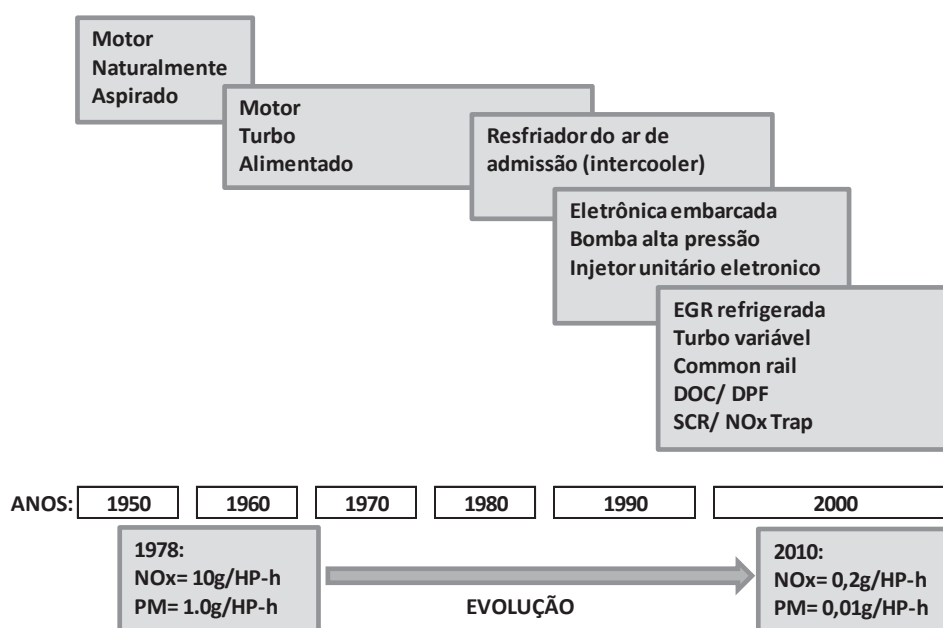 Motor
Naturalmente
Aspirado
Motor
Turbo
Alimentado
Resfriador do ar de
admissão (intercooler)
Eletrônica embarcada
Bomba alta pressão
Injetor unitário eletronico
EGR refrigerada
Turbo variável
Common rail
DOC/ DPF
SCR/ NOx Trap
ANOS: 1950 1960 1970 1980 1990 2000
1978:
NOx= 10g/HP-h
PM= 1.0g/HP-h
EVOLUÇÃO
2010:
NOx= 0,2g/HP-h
PM= 0,01g/HP-h